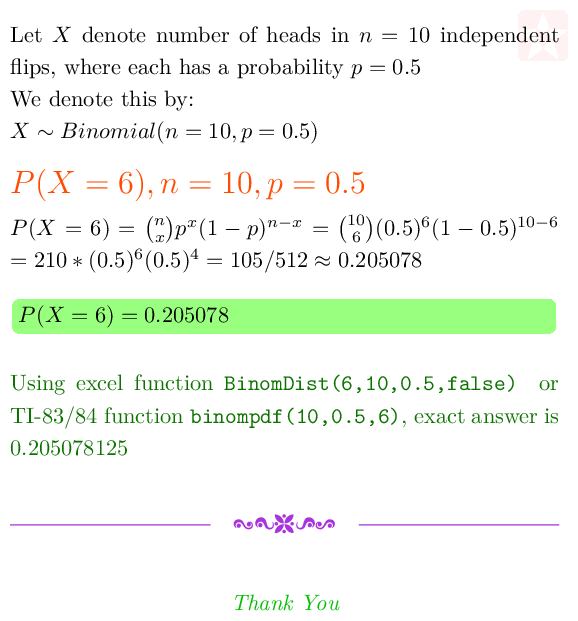 Let X denote number of heads in n = 10 independent
flips, where each has a probability p = 0.5
We denote this by:
X ∼ Binomial(n = 10, p = 0.5)
P(X = 6), n = 10, p = 0.5
P(X = 6) = \binom{n}{x}p^x(1 − p)^{n−x} = \binom{10}{6}(0.5)^6(1 − 0.5)^{10−6}
= 210 ∗ (0.5)^6(0.5)^4 = 105/512 ≈ 0.205078
P(X = 6) = 0.205078
Using excel function BinomDist(6,10,0.5,false) or
TI-83/84 function binompdf(10,0.5,6), exact answer is
0.205078125
Thank You